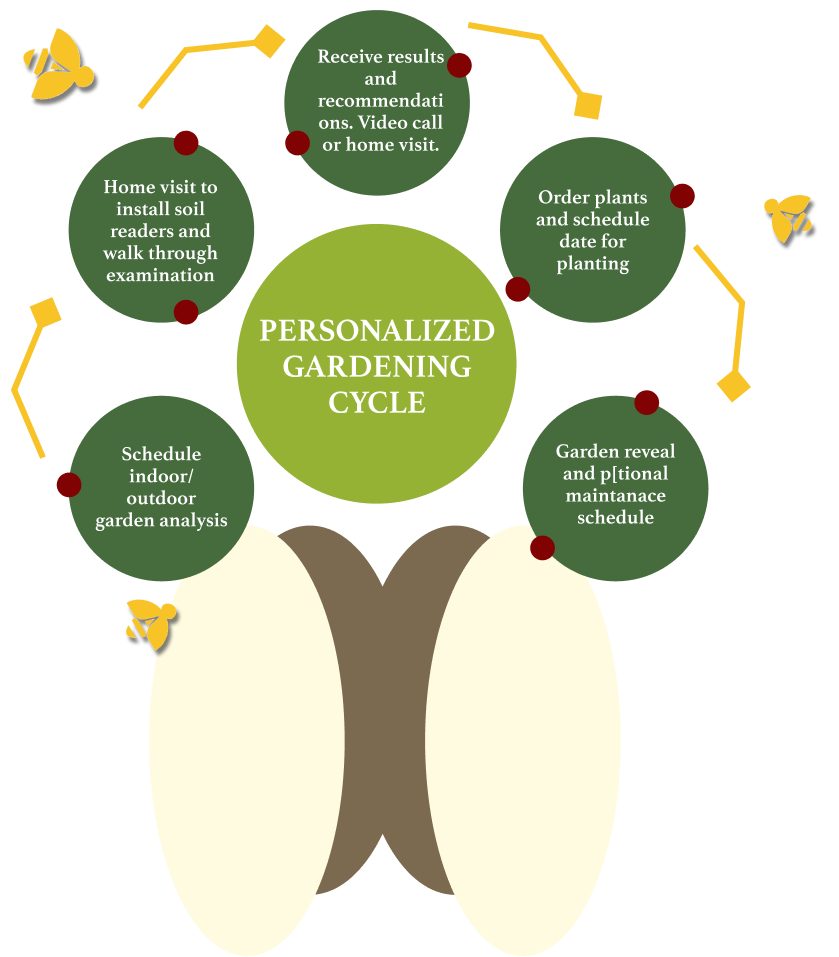 Receive results
and
recommendati
ons. Video call
or home visit.
Home visit to
install soil
readers and
walk through
examination
Order plants
and schedule
date for
planting
PERSONALIZED
GARDENING
CYCLE
Schedule
indoor/
outdoor
garden analysis
Garden reveal
and p[tional
maintanace
schedule